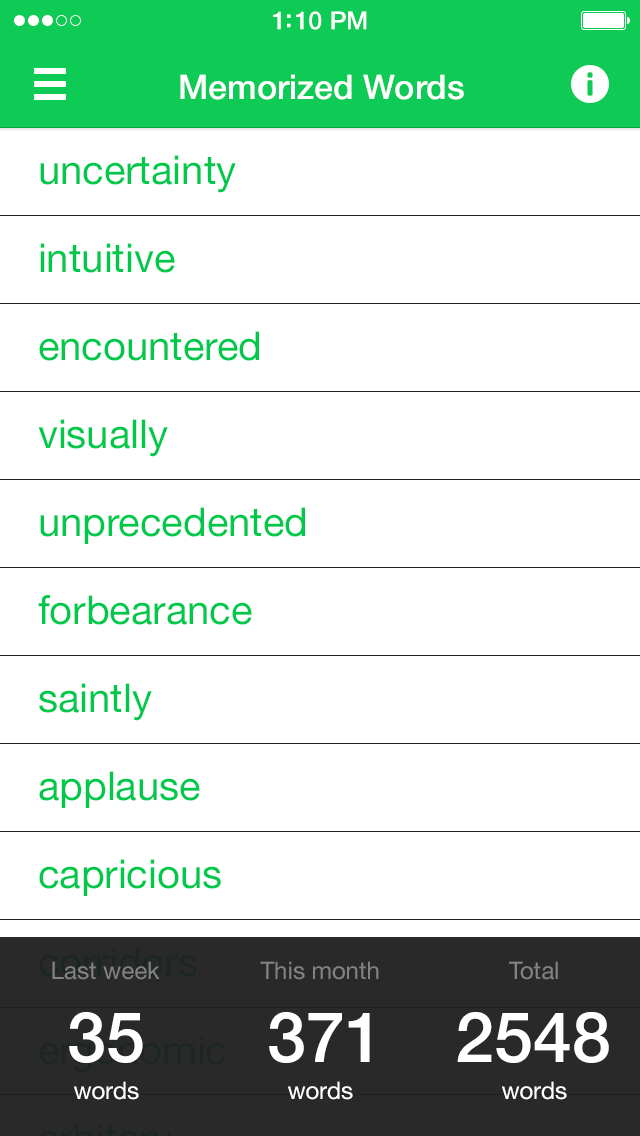 1:10 PM
Memorized Words
uncertainty
intuitive
encountered
visually
unprecedented
forbearance
saintly
applause
capricious
corridors
Last week This month Total
35 371 2548
ergonomic
words words words